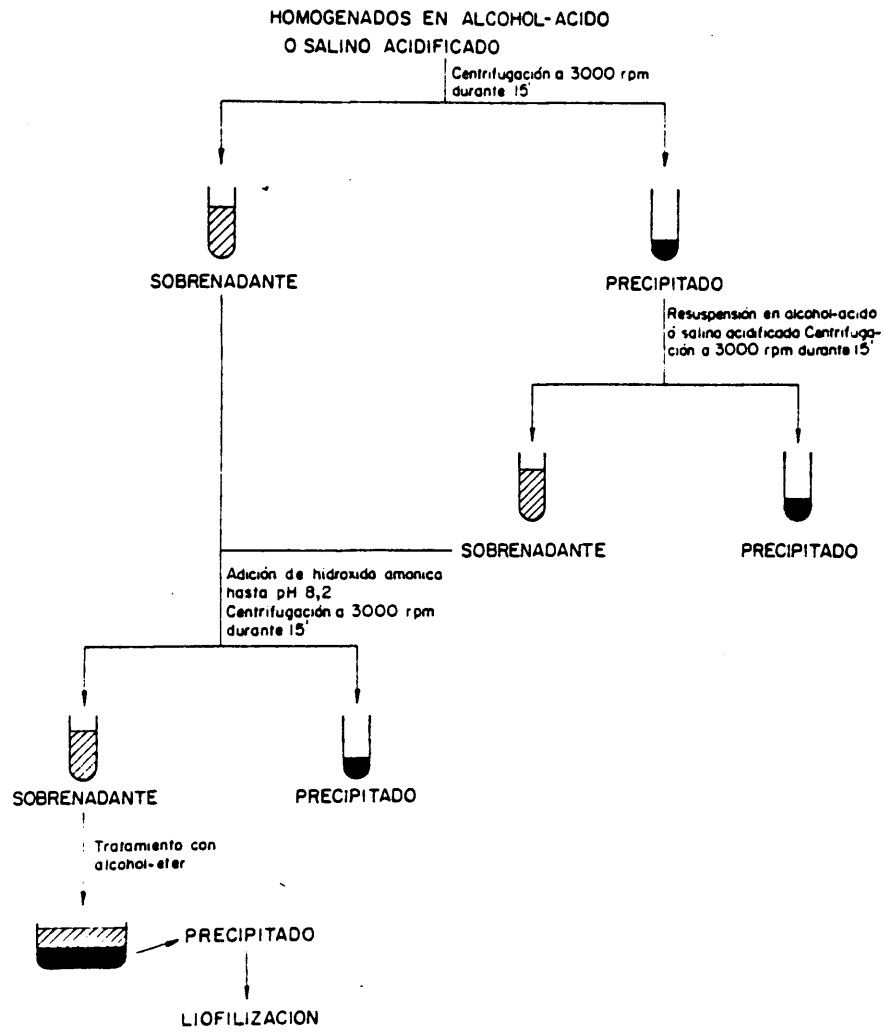 HOMOGENADOS EN ALCOHOL-ACIDO
O SALINO ACIDIFICADO
Centrifugación a 3000 rpm
durante 15'
SOBRENADANTE
PRECIPITADO
Resuspensión en alcohol-acido
ó salino acidificado Centrifuga-
ción a 3000 rpm durante 15'
SOBRENADANTE
PRECIPITADO
Adición de hidroxido amonico
hasta pH 8,2
Centrifugación a 3000 rpm
durante 15'
SOBRENADANTE
PRECIPITADO
Tratamiento con
alcohol-eter
PRECIPITADO
LIOFILIZACION